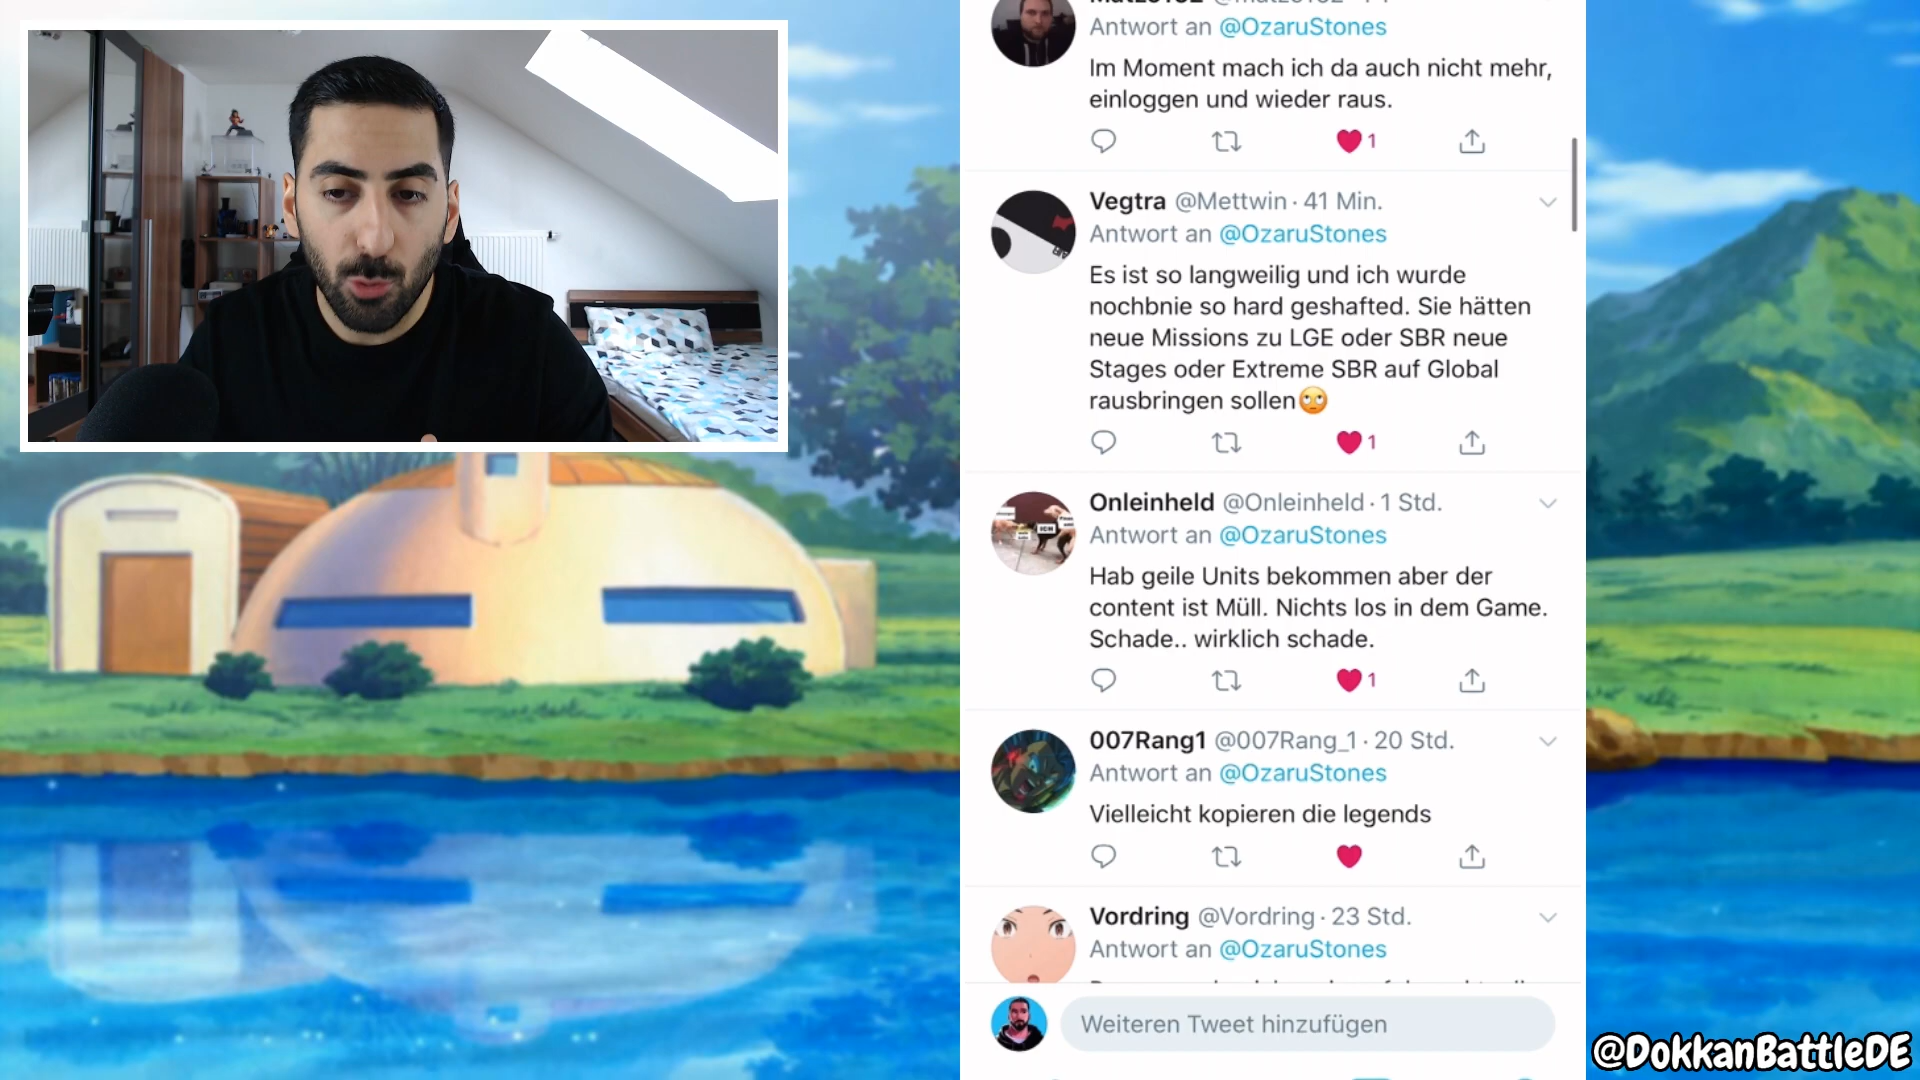 Antwort an @OzaruStones
Im Moment mach ich da auch nicht mehr,
einloggen und wieder raus.
1
Vegtra @Mettwin · 41 Min.
Antwort an @OzaruStones
Es ist so langweilig und ich wurde
nochbnie so hard geshafted. Sie hätten
neue Missions zu LGE oder SBR neue
Stages oder Extreme SBR auf Global
rausbringen sollen🙄
1
Onleinheld @Onleinheld · 1 Std.
Antwort an @OzaruStones
Hab geile Units bekommen aber der
content ist Müll. Nichts los in dem Game.
Schade.. wirklich schade.
1
007Rang1 @007Rang_1 · 20 Std.
Antwort an @OzaruStones
Vielleicht kopieren die legends
Vordring @Vordring · 23 Std.
Antwort an @OzaruStones
Weiteren Tweet hinzufügen
@DokkanBattleDE